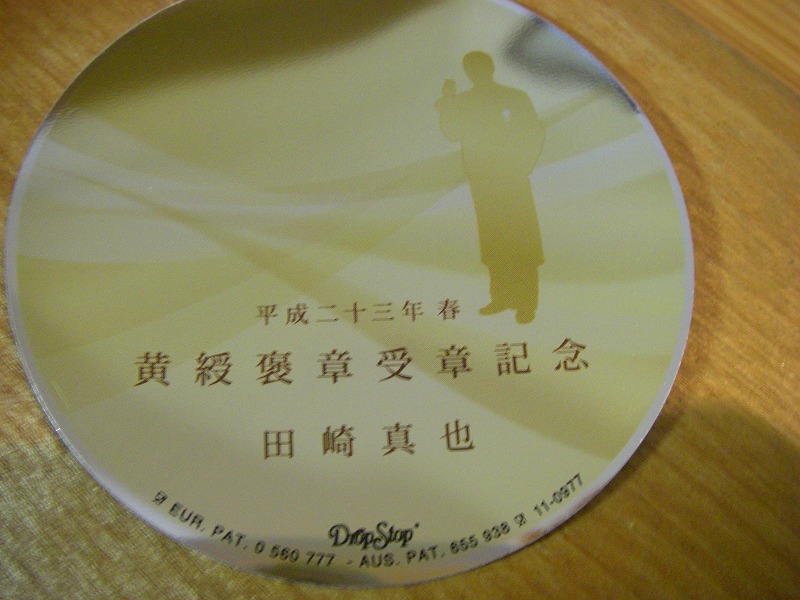 平成二十三年 春
黄綬褒章受章記念
田崎真也
DropStop®
EUR. PAT. 0 560 777 - AUS. PAT. 655 938 11-0977